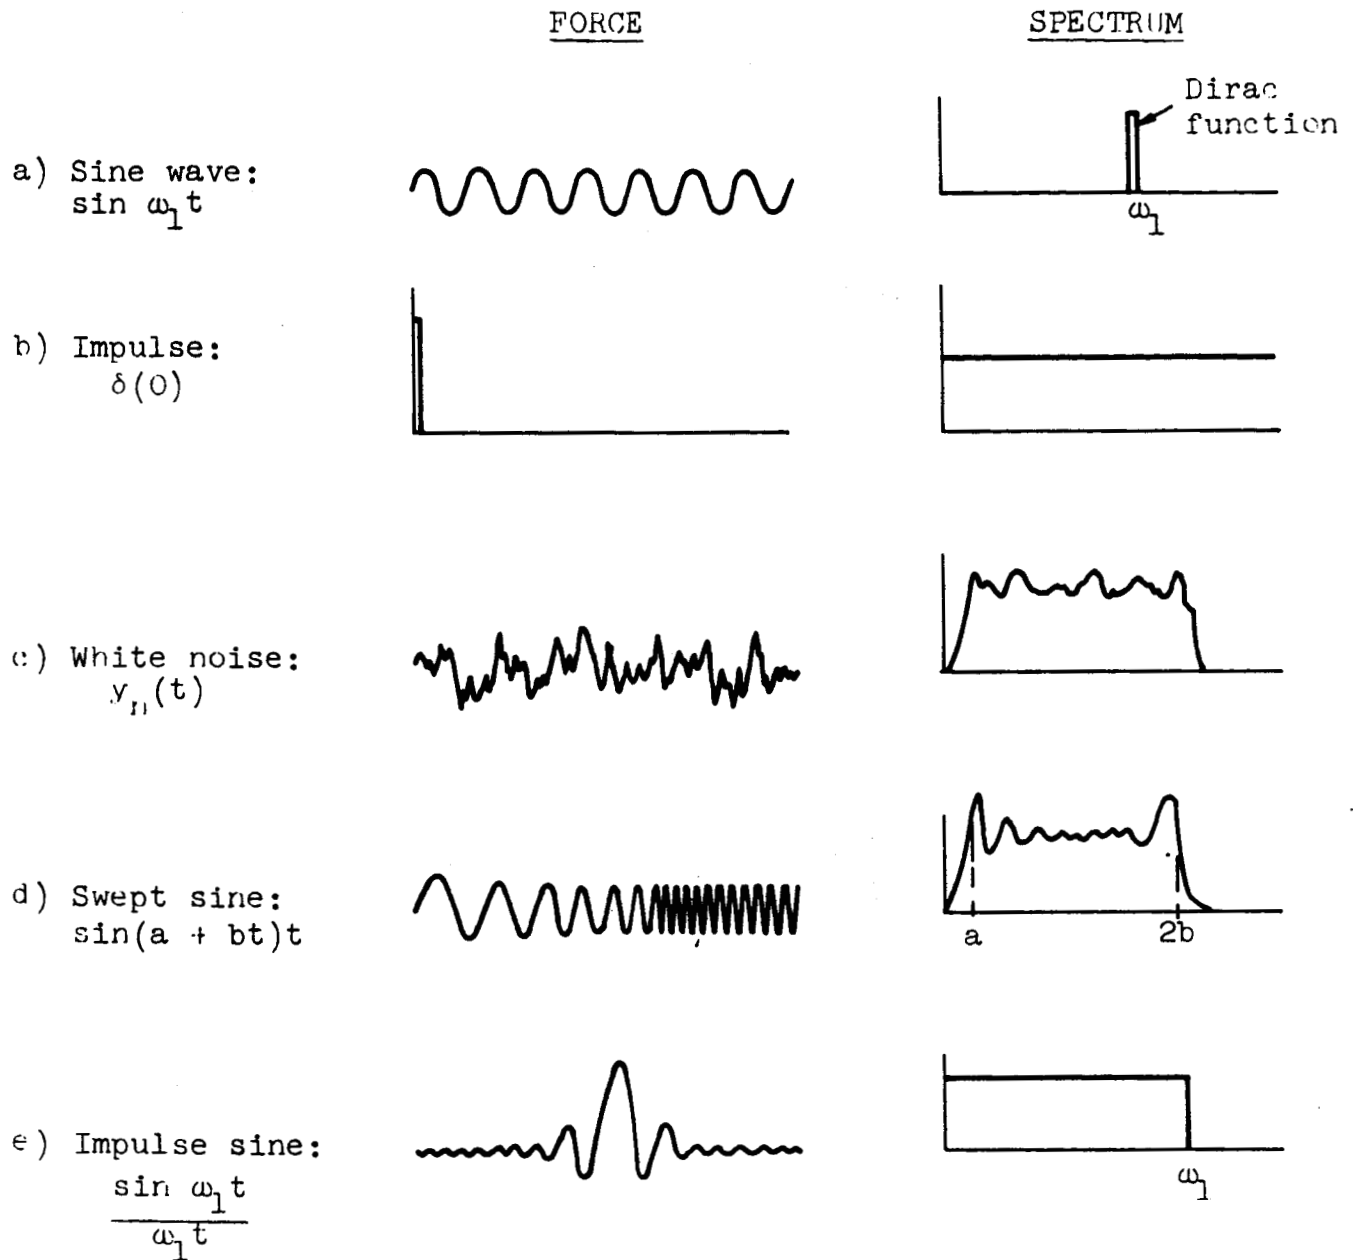 FORCE
SPECTRUM
Dirac
function
a) Sine wave:
sin ω₁t
ω₁
b) Impulse:
δ(0)
c) White noise:
yₙ(t)
d) Swept sine:
sin(a + bt)t
a
2b
e) Impulse sine:
sin ω₁t
ω₁t
ω₁